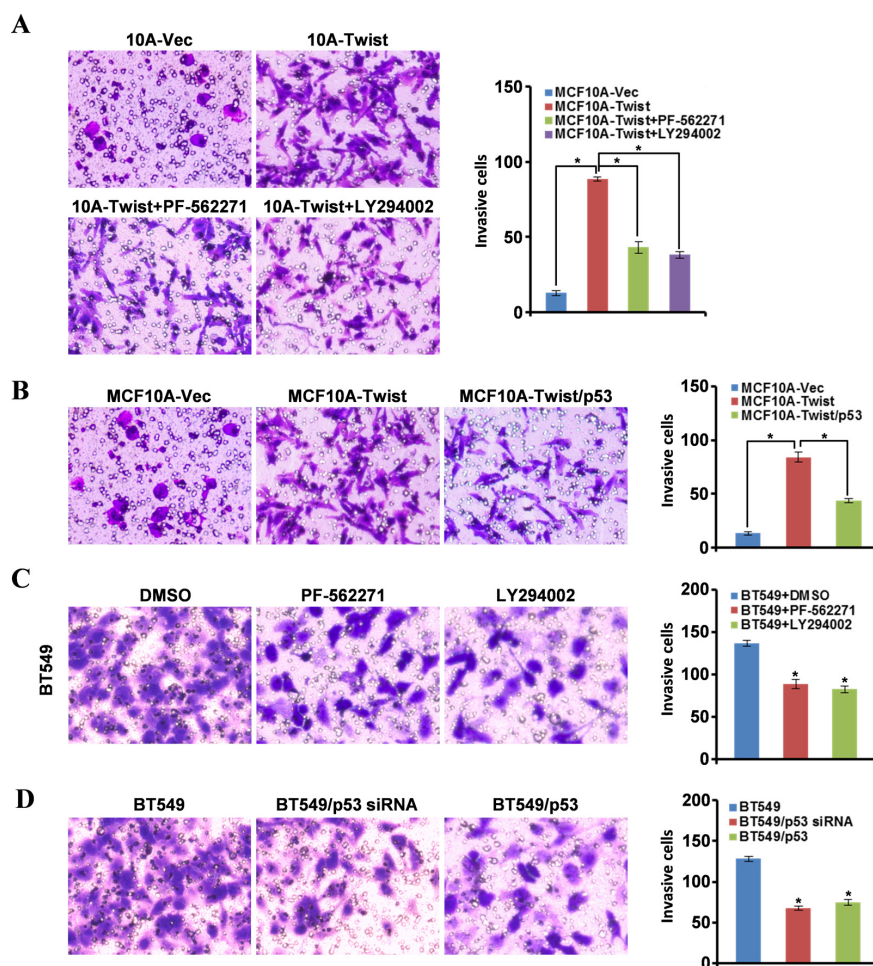 A
10A-Vec 10A-Twist
10A-Twist+PF-562271 10A-Twist+LY294002
150
100
50
0
Invasive cells
MCF10A-Vec
MCF10A-Twist
MCF10A-Twist+PF-562271
MCF10A-Twist+LY294002
*
* *
B
MCF10A-Vec MCF10A-Twist MCF10A-Twist/p53
150
100
50
0
Invasive cells
MCF10A-Vec
MCF10A-Twist
MCF10A-Twist/p53
* *
C
DMSO PF-562271 LY294002
BT549
200
150
100
50
0
Invasive cells
BT549+DMSO
BT549+PF-562271
BT549+LY294002
* *
D
BT549 BT549/p53 siRNA BT549/p53
200
150
100
50
0
Invasive cells
BT549
BT549/p53 siRNA
BT549/p53
* *